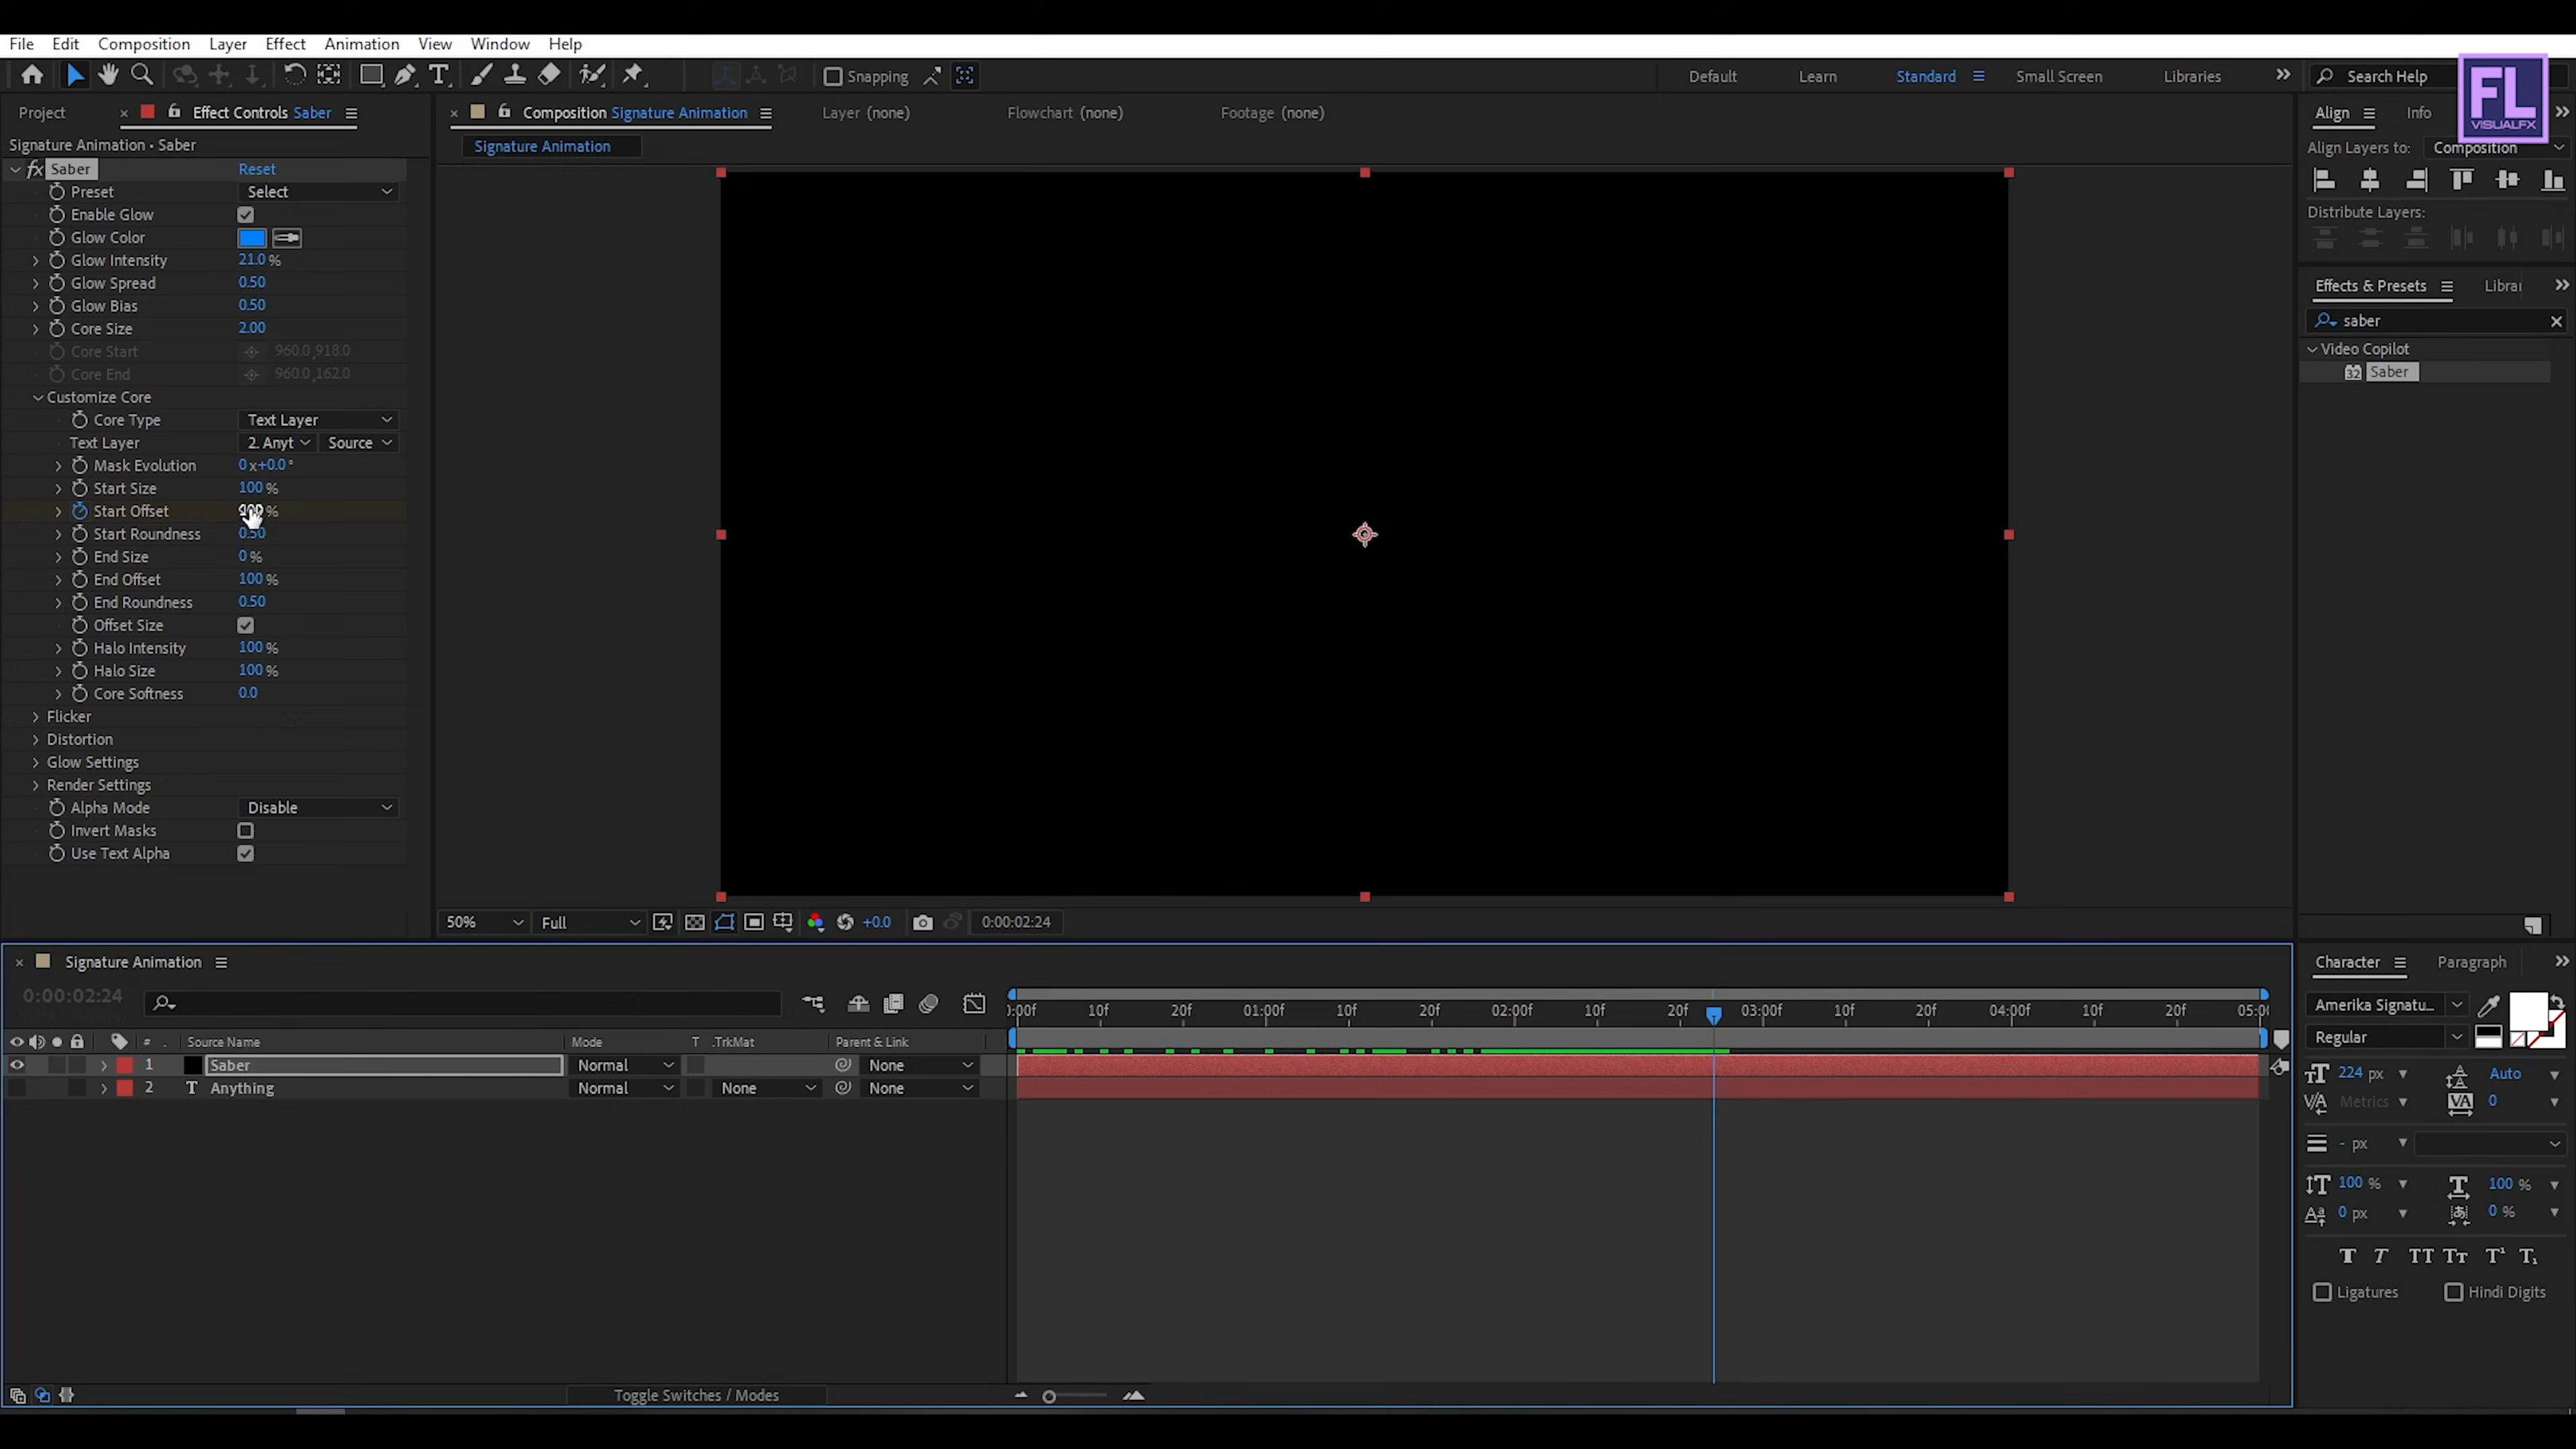 File Edit Composition Layer Effect Animation View Window Help
Snapping Default Learn Standard Small Screen Libraries Search Help
FL
VISUALFX
Project Effect Controls Saber Composition Signature Animation Layer (none) Flowchart (none) Footage (none) Align Info
Signature Animation • Saber Signature Animation Align Layers to: Composition
fx Saber Reset
Preset Select
Enable Glow
Distribute Layers:
Glow Color
Glow Intensity 21.0 %
Glow Spread 0.50
Effects & Presets Librar
Glow Bias 0.50
saber
Core Size 2.00
Core Start 960.0,918.0
Video Copilot
Core End 960.0,162.0
32 Saber
Customize Core
Core Type Text Layer
Text Layer 2. Anyt Source
Mask Evolution 0 x+0.0 °
Start Size 100 %
Start Offset %
Start Roundness 0.50
End Size 0 %
End Offset 100 %
End Roundness 0.50
Offset Size
Halo Intensity 100 %
Halo Size 100 %
Core Softness 0.0
Flicker
Distortion
Glow Settings
Render Settings
Alpha Mode Disable
Invert Masks
Use Text Alpha
50% Full +0.0 0:00:02:24
Signature Animation
0:00:02:24
:00f 10f 20f 01:00f 10f 20f 02:00f 10f 20f 03:00f 10f 20f 04:00f 10f 20f 05:00
# Source Name Mode T .TrkMat Parent & Link
1 Saber Normal None
2 T Anything Normal None None
Toggle Switches / Modes
Character Paragraph
Amerika Signatu...
Regular
224 px Auto
Metrics 0
- px
100 % 100 %
0 px 0 %
T T TT Tt T¹ T₁
Ligatures Hindi Digits